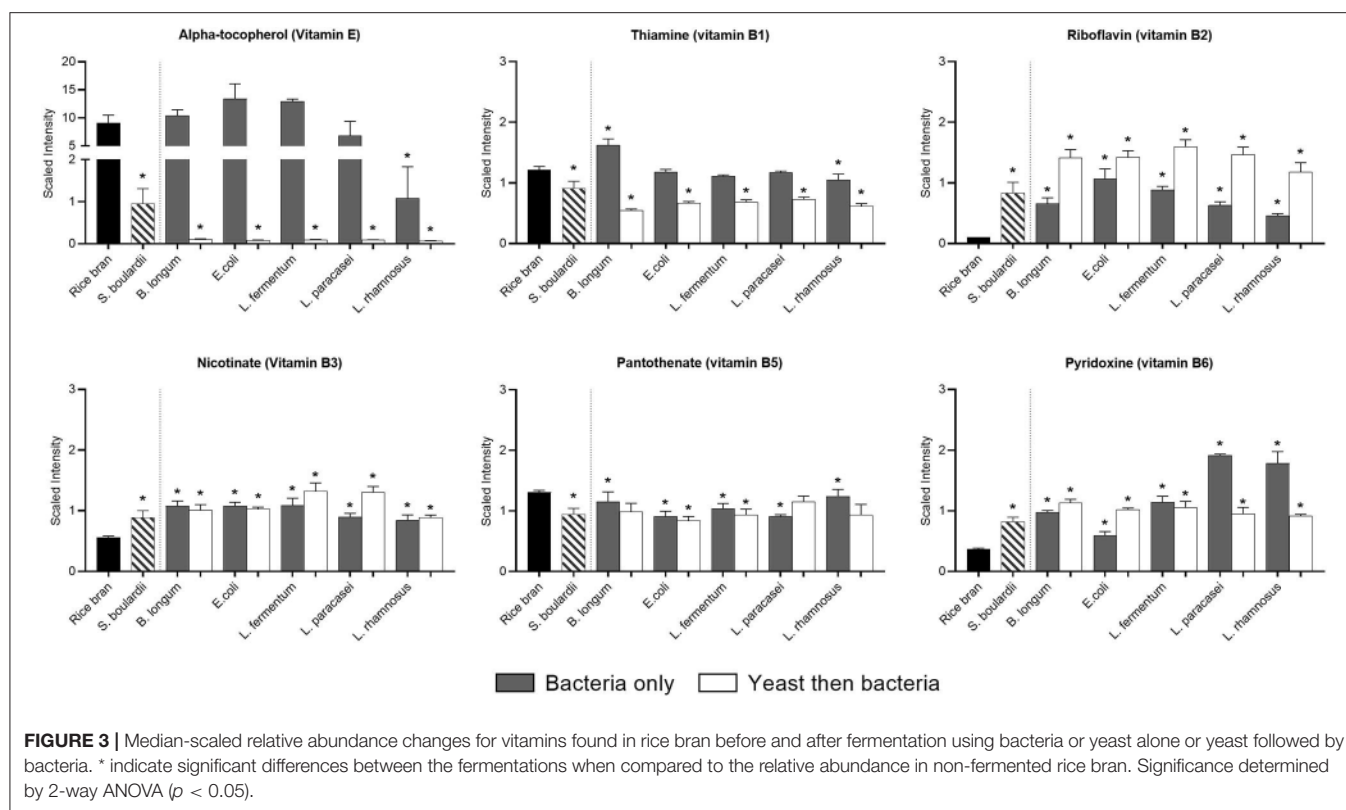 Alpha-tocopherol (Vitamin E)
Scaled Intensity
20
15
10
5
2
1
0
*
*
*
*
*
*
*
Rice bran
S. boulardi
B. longum
E.coli
L. fermentum
L. paracasei
L. rhamnosus
Thiamine (vitamin B1)
Scaled Intensity
3
2
1
0
*
*
*
*
*
*
*
*
Rice bran
S. boulardi
B. longum
E.coli
L. fermentum
L. paracasei
L. rhamnosus
Riboflavin (vitamin B2)
Scaled Intensity
3
2
1
0
*
*
*
*
*
*
*
*
*
*
*
Rice bran
S. boulardi
B. longum
E.coli
L. fermentum
L. paracasei
L. rhamnosus
Nicotinate (Vitamin B3)
Scaled Intensity
3
2
1
0
*
*
*
*
*
*
*
*
*
*
*
Rice bran
S. boulardi
B. longum
E.coli
L. fermentum
L. paracasei
L. rhamnosus
Pantothenate (vitamin B5)
Scaled Intensity
3
2
1
0
*
*
*
*
*
*
*
*
Rice bran
S. boulardi
B. longum
E.coli
L. fermentum
L. paracasei
L. rhamnosus
Pyridoxine (vitamin B6)
Scaled Intensity
3
2
1
0
*
*
*
*
*
*
*
*
*
*
*
Rice bran
S. boulardi
B. longum
E.coli
L. fermentum
L. paracasei
L. rhamnosus
Bacteria only Yeast then bacteria
FIGURE 3 | Median-scaled relative abundance changes for vitamins found in rice bran before and after fermentation using bacteria or yeast alone or yeast followed by
bacteria. * indicate significant differences between the fermentations when compared to the relative abundance in non-fermented rice bran. Significance determined
by 2-way ANOVA (p < 0.05).